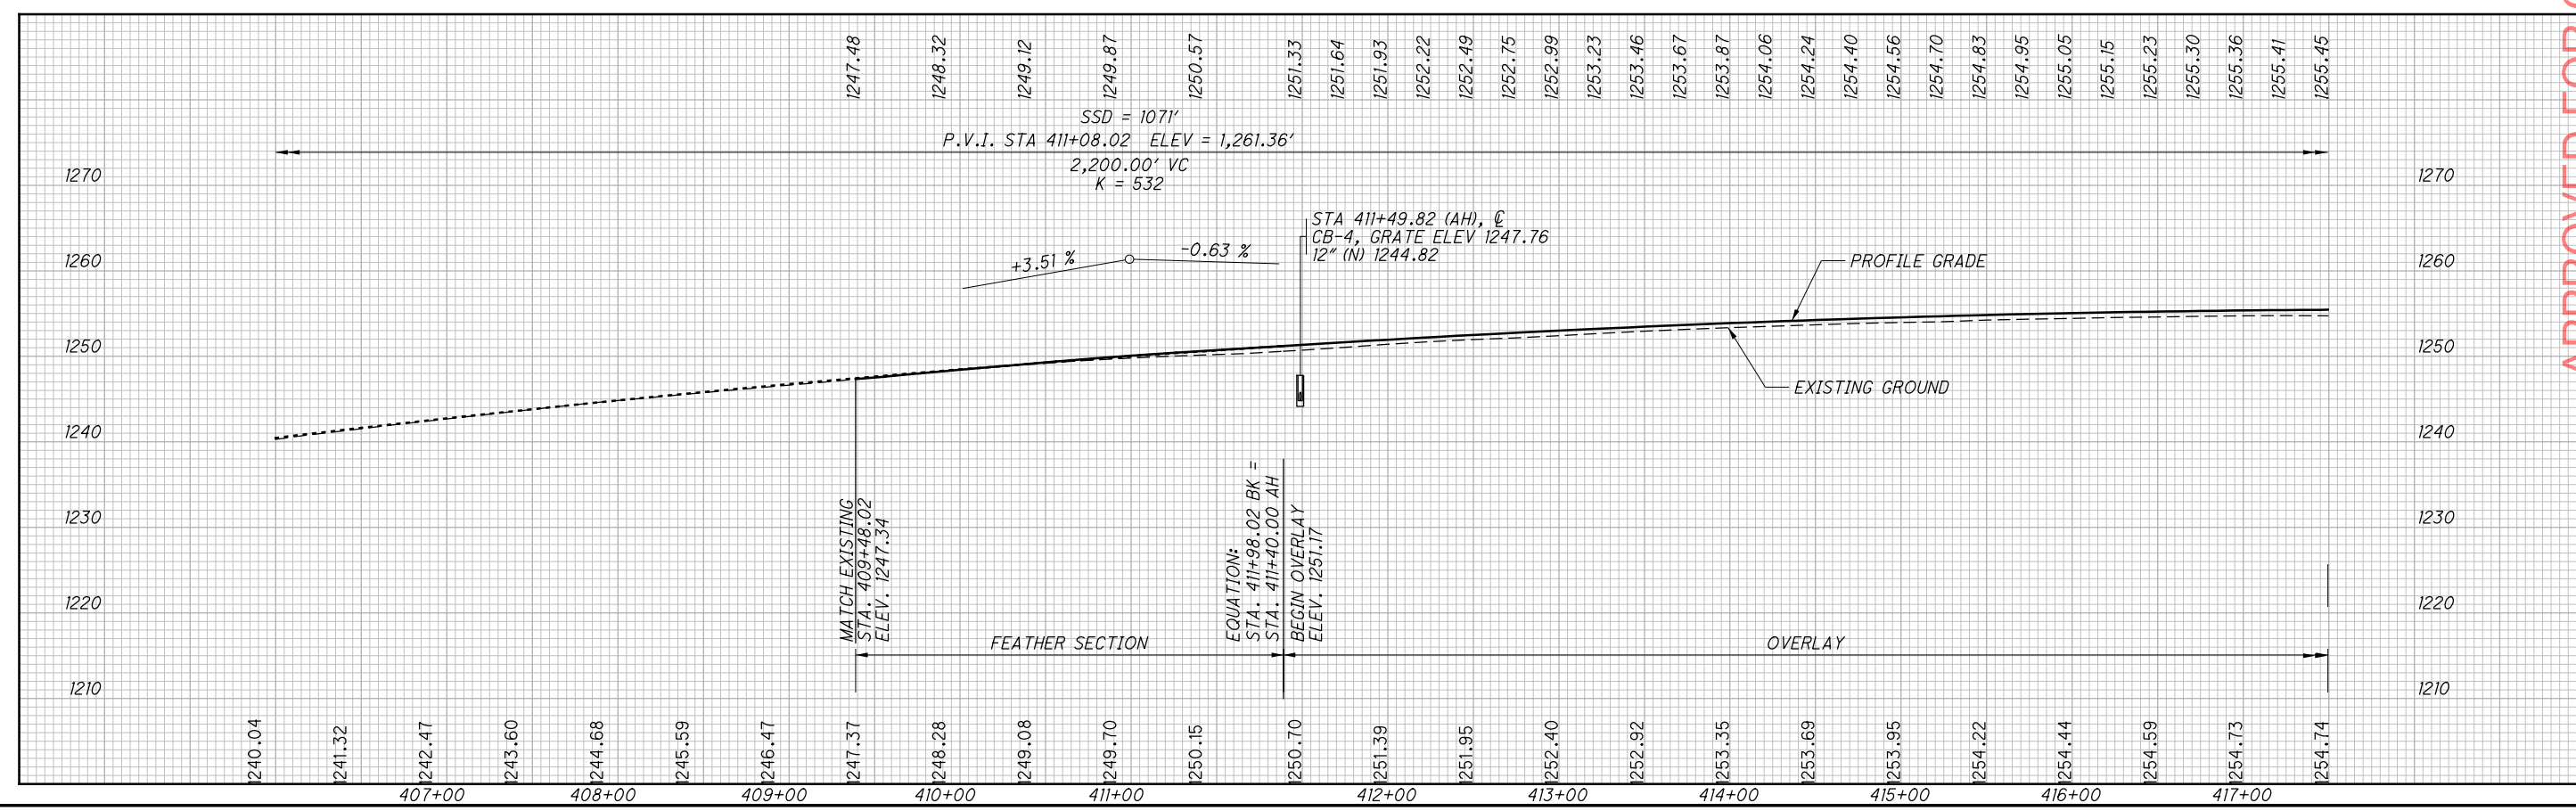 1247.48 1248.32 1249.12 1249.87 1250.57 1251.33 1251.64 1251.93 1252.22 1252.49 1252.75 1252.99 1253.23 1253.46 1253.67 1253.87 1254.06 1254.24 1254.40 1254.56 1254.70 1254.83 1254.95 1255.05 1255.15 1255.23 1255.30 1255.36 1255.41 1255.45
SSD = 1071'
P.V.I. STA 411+08.02 ELEV = 1,261.36'
2,200.00' VC
K = 532
1270 1270
STA 411+49.82 (AH), ℄
CB-4, GRATE ELEV 1247.76
12" (N) 1244.82
+3.51 % -0.63 %
1260 1260
PROFILE GRADE
1250 1250
EXISTING GROUND
1240 1240
1230 1230
MATCH EXISTING
STA. 409+48.02
ELEV. 1247.34
EQUATION:
STA. 411+98.02 BK =
STA. 411+40.00 AH
BEGIN OVERLAY
ELEV. 1251.17
1220 1220
FEATHER SECTION OVERLAY
1210 1210
1240.04 1241.32 1242.47 1243.60 1244.68 1245.59 1246.47 1247.37 1248.28 1249.08 1249.70 1250.15 1250.70 1251.39 1251.95 1252.40 1252.92 1253.35 1253.69 1253.95 1254.22 1254.44 1254.59 1254.73 1254.74
407+00 408+00 409+00 410+00 411+00 412+00 413+00 414+00 415+00 416+00 417+00
APPROVED FOR